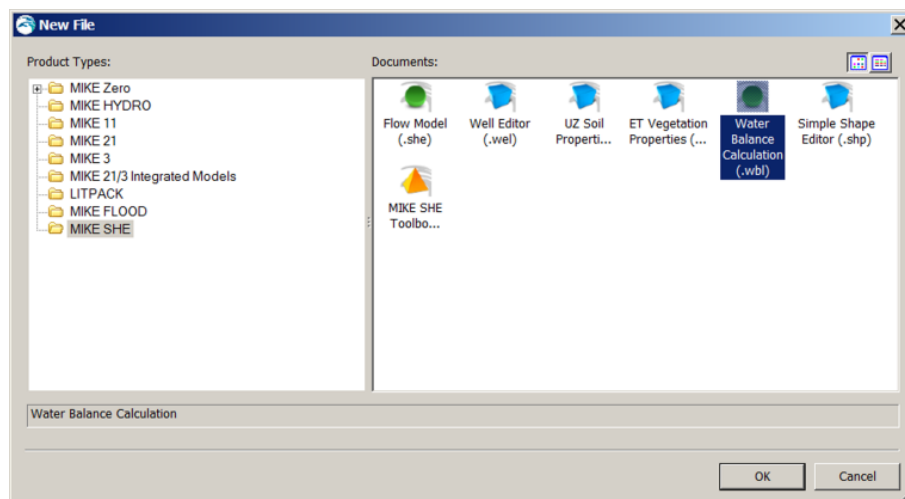 New File
Product Types:
MIKE Zero
MIKE HYDRO
MIKE 11
MIKE 21
MIKE 3
MIKE 21/3 Integrated Models
LITPACK
MIKE FLOOD
MIKE SHE
Documents:
Flow Model
(.she)
Well Editor
(.wel)
UZ Soil
Properti...
ET Vegetation
Properties (...
Water
Balance
Calculation
(.wbl)
Simple Shape
Editor (.shp)
MIKE SHE
Toolbo...
Water Balance Calculation
OK
Cancel